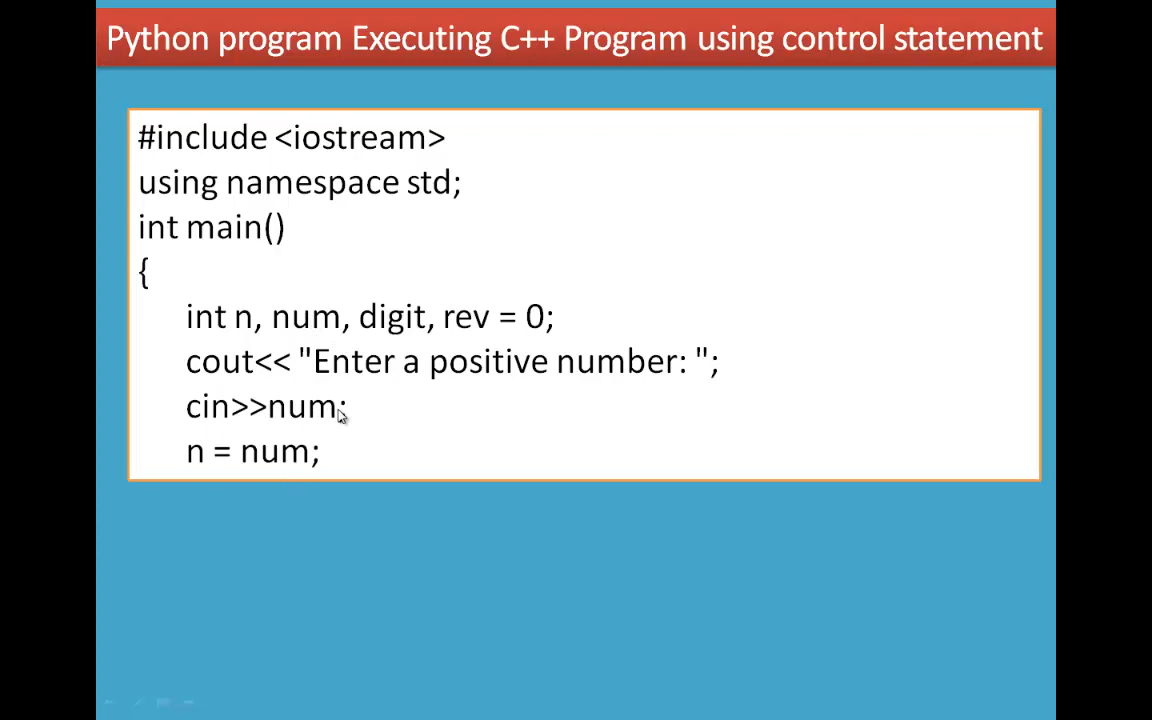 Python program Executing C++ Program using control statement
#include <iostream>
using namespace std;
int main()
{
int n, num, digit, rev = 0;
cout<< "Enter a positive number: ";
cin>>num;
n = num;